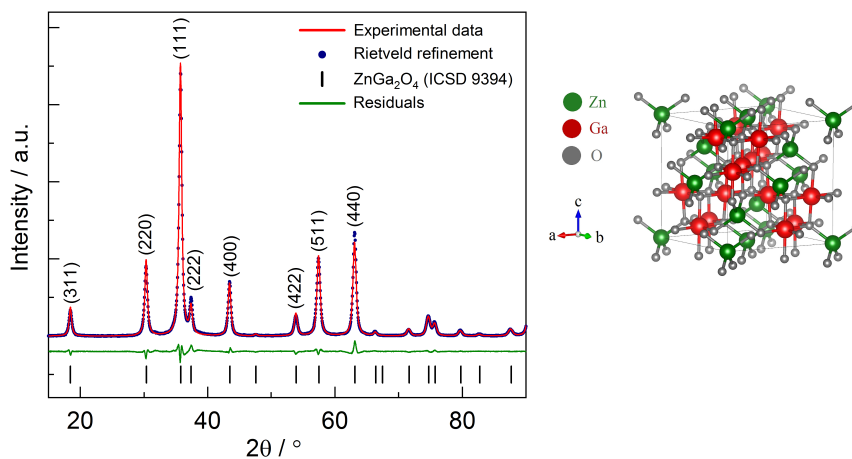 Intensity / a.u.
(311)
(220)
(111)
(222)
(400)
(422)
(511)
(440)
Experimental data
Rietveld refinement
ZnGa₂O₄ (ICSD 9394)
Residuals
20
40
60
80
2θ / °
Zn
Ga
O
c
a
b